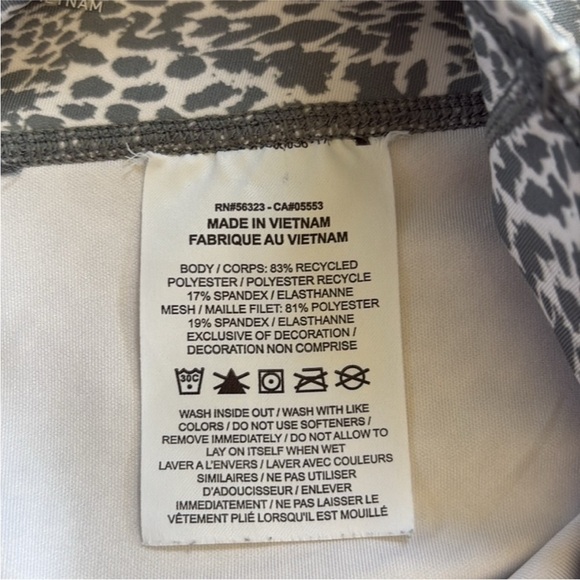 VIETNAM
RN#56323 - CA#05553
MADE IN VIETNAM
FABRIQUE AU VIETNAM
BODY / CORPS: 83% RECYCLED
POLYESTER / POLYESTER RECYCLE
17% SPANDEX / ELASTHANNE
MESH / MAILLE FILET: 81% POLYESTER
19% SPANDEX / ELASTHANNE
EXCLUSIVE OF DECORATION /
DECORATION NON COMPRISE
30C
WASH INSIDE OUT / WASH WITH LIKE
COLORS / DO NOT USE SOFTENERS /
REMOVE IMMEDIATELY / DO NOT ALLOW TO
LAY ON ITSELF WHEN WET
LAVER A L'ENVERS / LAVER AVEC COULEURS
SIMILAIRES / NE PAS UTILISER
D'ADOUCISSEUR / ENLEVER
IMMEDIATEMENT / NE PAS LAISSER LE
VÊTEMENT PLIÉ LORSQU'IL EST MOUILLÉ